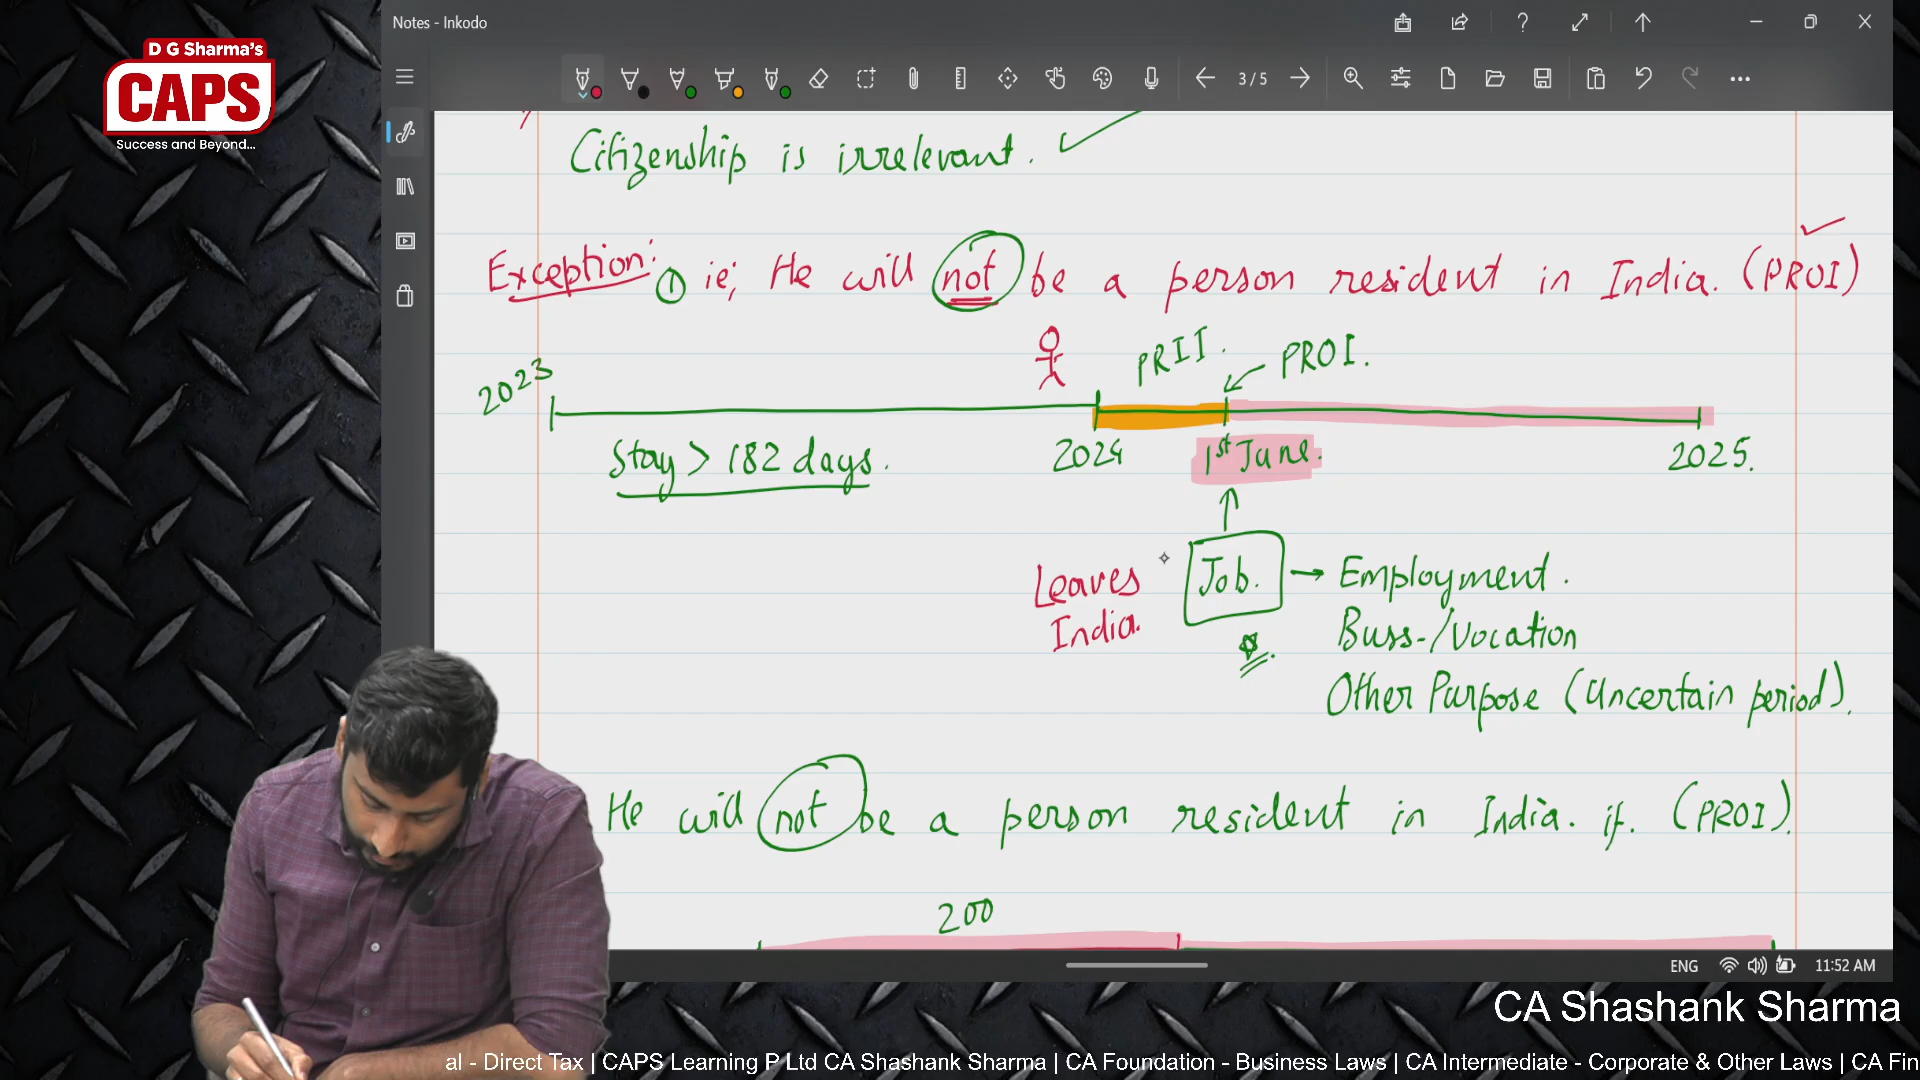 D G Sharma's
CAPS
Success and Beyond...
Notes - Inkodo
3 / 5
Citizenship is irrelevant.
Exception: ① ie; He will not be a person resident in India. (PROI)
PRII. PROI.
2023
Stay > 182 days.
2024
1st June.
2025.
Leaves India.
Job. → Employment.
Buss-/Vocation
Other Purpose (Uncertain period).
He will not be a person resident in India. if. (PROI).
200
ENG
11:52 AM
CA Shashank Sharma
al - Direct Tax | CAPS Learning P Ltd CA Shashank Sharma | CA Foundation - Business Laws | CA Intermediate - Corporate & Other Laws | CA Fin